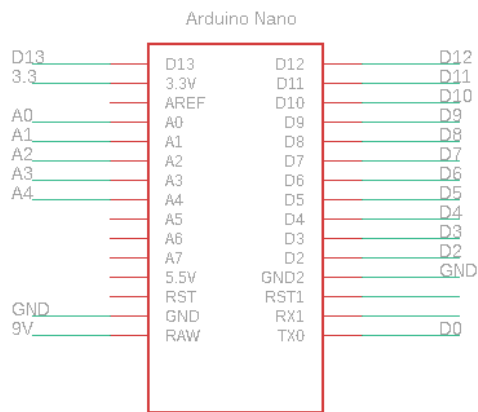 Arduino Nano
D13 D13 D12 D12
3.3 3.3V D11 D11
AREF D10 D10
A0 A0 D9 D9
A1 A1 D8 D8
A2 A2 D7 D7
A3 A3 D6 D6
A4 A4 D5 D5
A5 D4 D4
A6 D3 D3
A7 D2 D2
5.5V GND2 GND
RST RST1
GND GND RX1
9V RAW TX0 D0